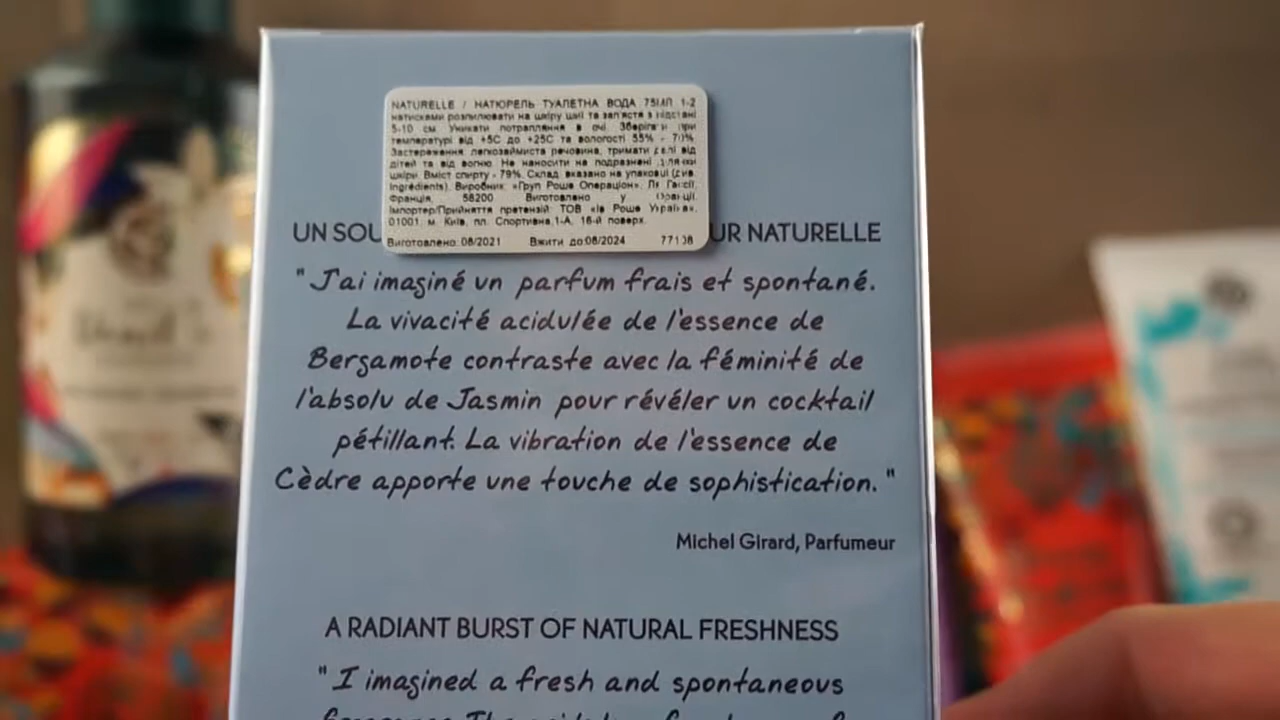 NATURELLE / НАТЮРЕЛЬ ТУАЛЕТНА ВОДА 75МЛ 1-2
натисками розпилювати на шкіру шиї та зап'ястя з відстані
5-10 см. Уникати потрапляння в очі. Зберігати при
температурі від +5С до +25С та вологості 55% - 70%.
Застереження: легкозаймиста речовина, тримати далі від
дітей та від вогню. Не наносити на подразнені ділянки
шкіри. Вміст спирту - 79%. Склад вказано на упаковці (див.
Ingrédients). Виробник: «Груп Роше Операціон», Ля Гасії,
Франція, 56200 Виготовлено у Франції.
Імпортер/Прийняття претензій: ТОВ «Ів Роше Україна»,
01001, м. Київ, пл. Спортивна,1-А, 16-й поверх.
Виготовлено: 08/2021 Вжити до:08/2024
UN SOU UR NATURELLE
"J'ai imaginé un parfum frais et spontané.
La vivacité acidulée de l'essence de
Bergamote contraste avec la féminité de
l'absolu de Jasmin pour révéler un cocktail
pétillant. La vibration de l'essence de
Cèdre apporte une touche de sophistication."
Michel Girard, Parfumeur
A RADIANT BURST OF NATURAL FRESHNESS
"I imagined a fresh and spontaneous